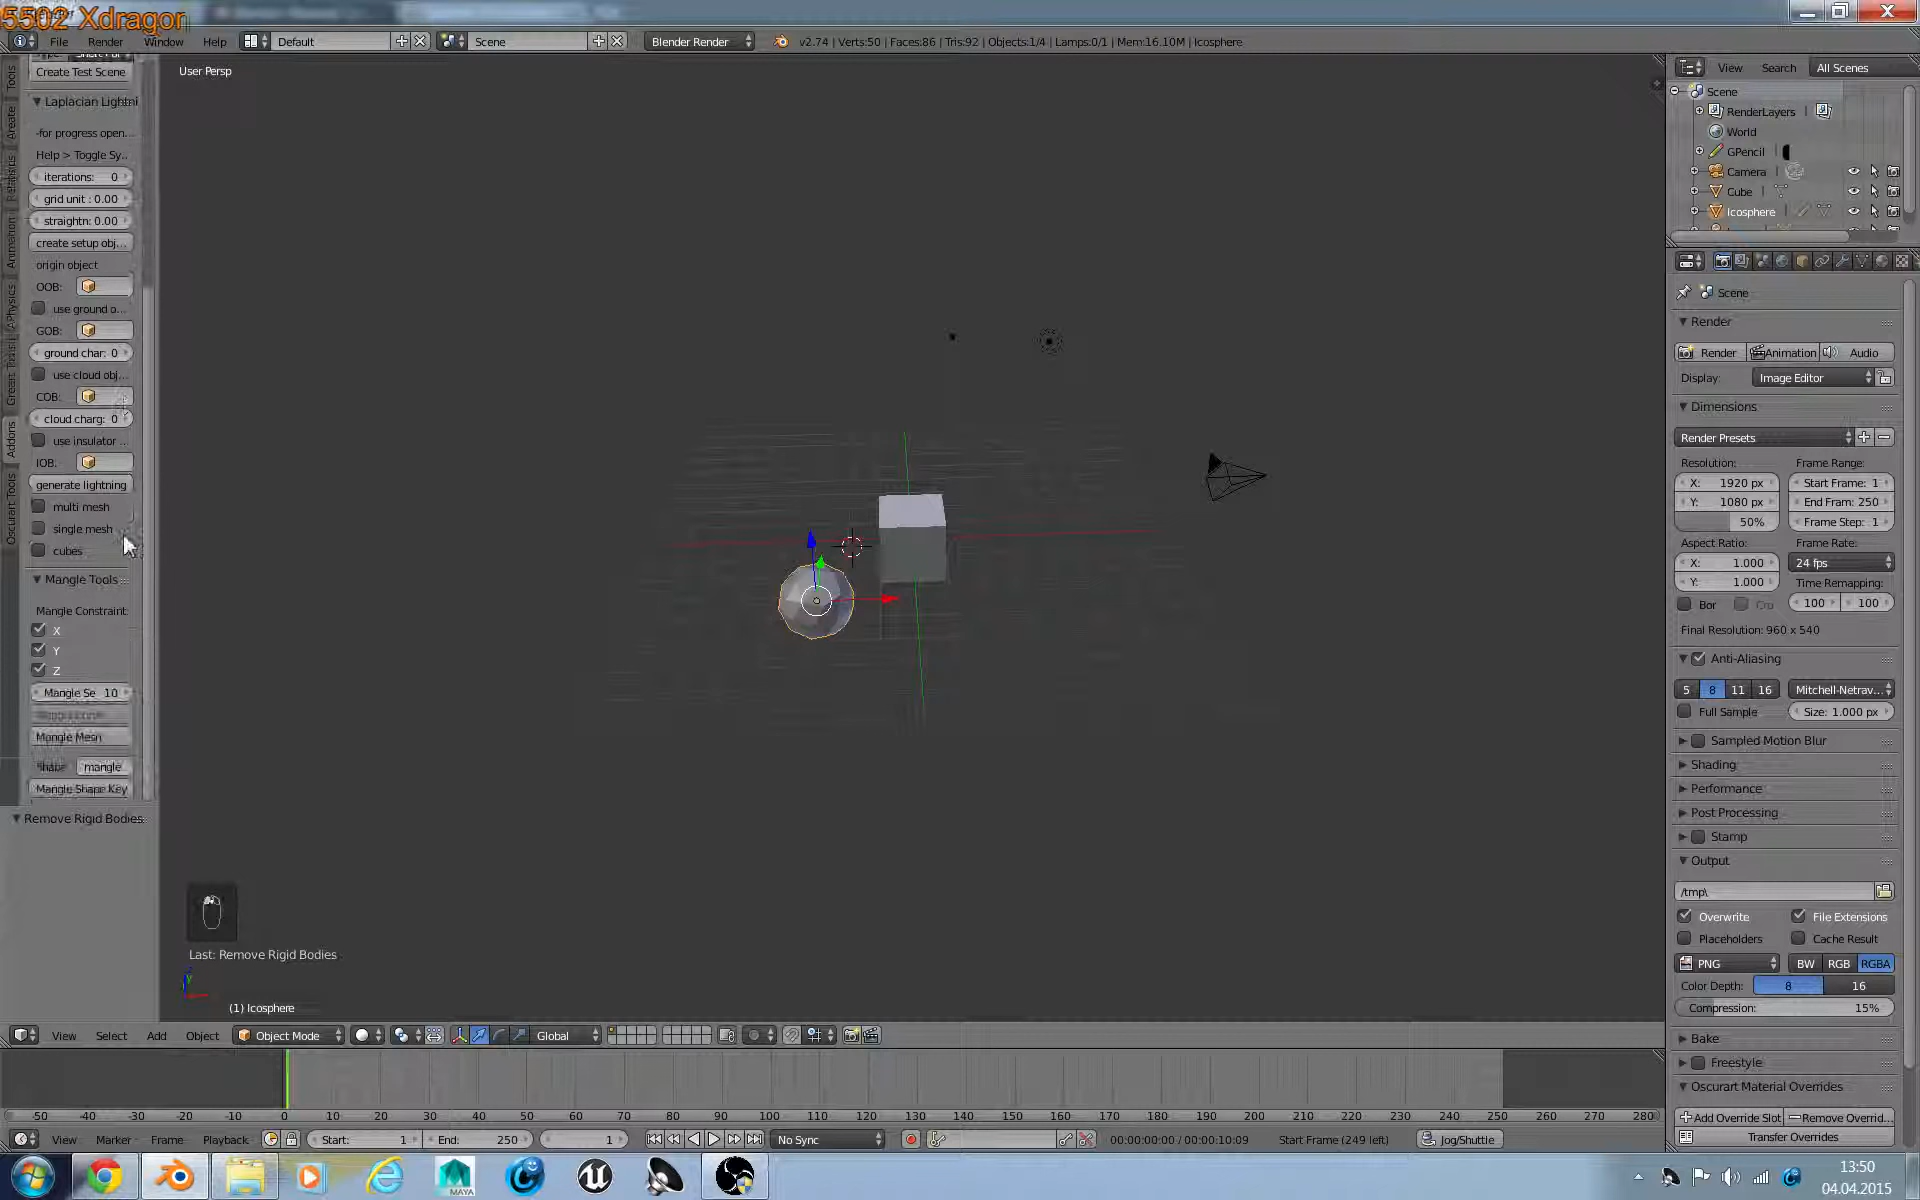 5502 Xdragor
File Render Window Help Default Scene Blender Render v2.74 | Verts:50 | Faces:86 | Tris:92 | Objects:1/4 | Lamps:0/1 | Mem:16.10M | Icosphere
Create Test Scene
Laplacian Lightni
-for progress open..
Help > Toggle Sy..
iterations: 0
grid unit : 0.00
straightn: 0.00
create setup obj...
origin object
OOB:
use ground o...
GOB:
ground char: 0
use cloud obj...
COB:
cloud charg: 0
use insulator ...
IOB:
generate lightning
multi mesh
single mesh
cubes
Mangle Tools
Mangle Constraint:
X
Y
Z
Mangle Se 10
Mangle Mesh
mangle
Mangle Shape Key
Remove Rigid Bodies
Tools
Animation
Addons
Oscurart Tools
User Persp
Last: Remove Rigid Bodies
(1) Icosphere
View Search All Scenes
Scene
RenderLayers |
World
GPencil |
Camera
Cube
Icosphere
Scene
Render
Render Animation Audio
Display: Image Editor
Dimensions
Render Presets
Resolution: Frame Range:
X: 1920 px Start Frame: 1
Y: 1080 px End Fram: 250
50% Frame Step: 1
Aspect Ratio: Frame Rate:
X: 1.000 24 fps
Y: 1.000 Time Remapping:
Bor 100 100
Final Resolution: 960 x 540
Anti-Aliasing
5 8 11 16 Mitchell-Netrav...
Full Sample Size: 1.000 px
Sampled Motion Blur
Shading
Performance
Post Processing
Stamp
Output
/tmp\
Overwrite File Extensions
Placeholders Cache Result
PNG BW RGB RGBA
Color Depth: 8 16
Compression: 15%
Bake
Freestyle
Oscurart Material Overrides
Add Override Slot Remove Overrid...
Transfer Overrides
View Select Add Object Object Mode Global
-50 -40 -30 -20 -10 0 10 20 30 40 50 60 70 80 90 100 110 120 130 140 150 160 170 180 190 200 210 220 230 240 250 260 270 280
View Marker Frame Playback Start: 1 End: 250 1 No Sync 00:00:00:00 / 00:00:10:09 Start Frame (249 left) Jog/Shuttle
MAYA
13:50
04.04.2015